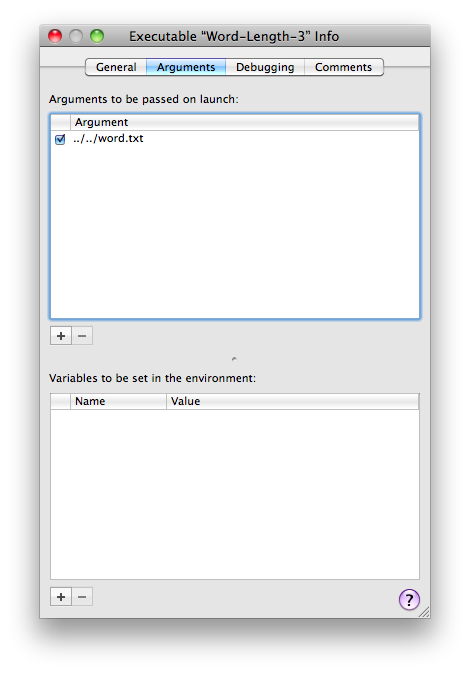 Executable “Word-Length-3” Info
General Arguments Debugging Comments
Arguments to be passed on launch:
Argument
../../word.txt
+ −
Variables to be set in the environment:
Name Value
+ −
?